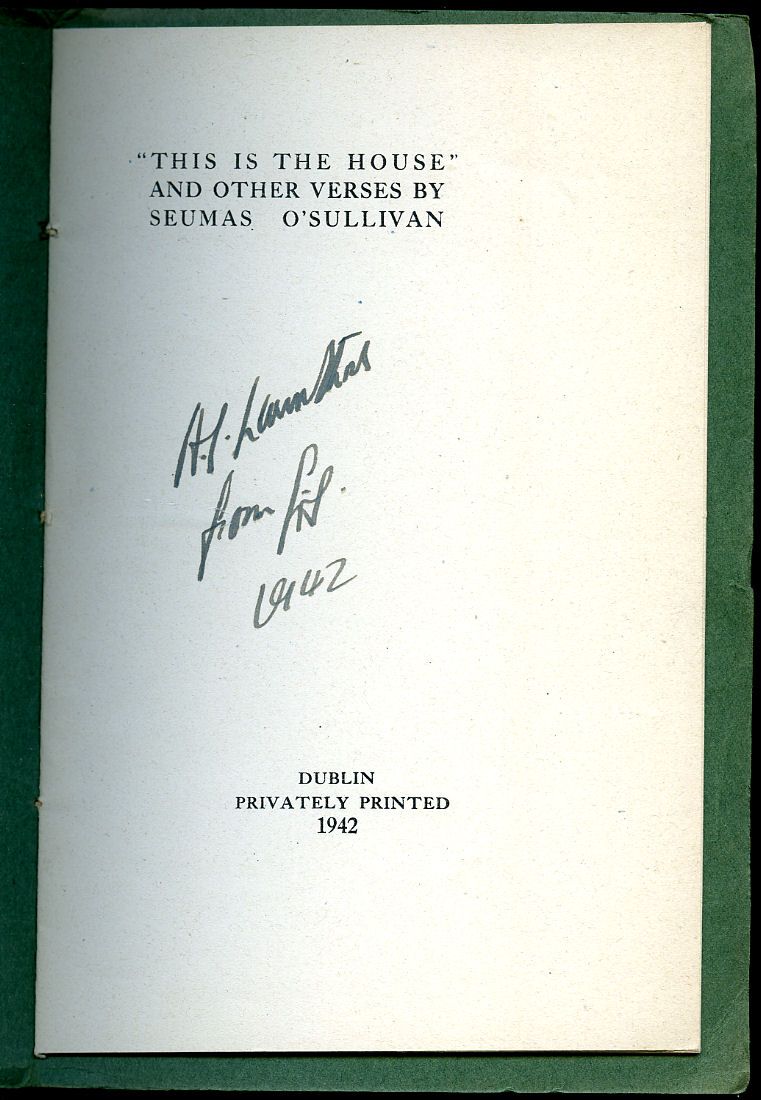 "THIS IS THE HOUSE"
AND OTHER VERSES BY
SEUMAS O'SULLIVAN
from
1942
DUBLIN
PRIVATELY PRINTED
1942